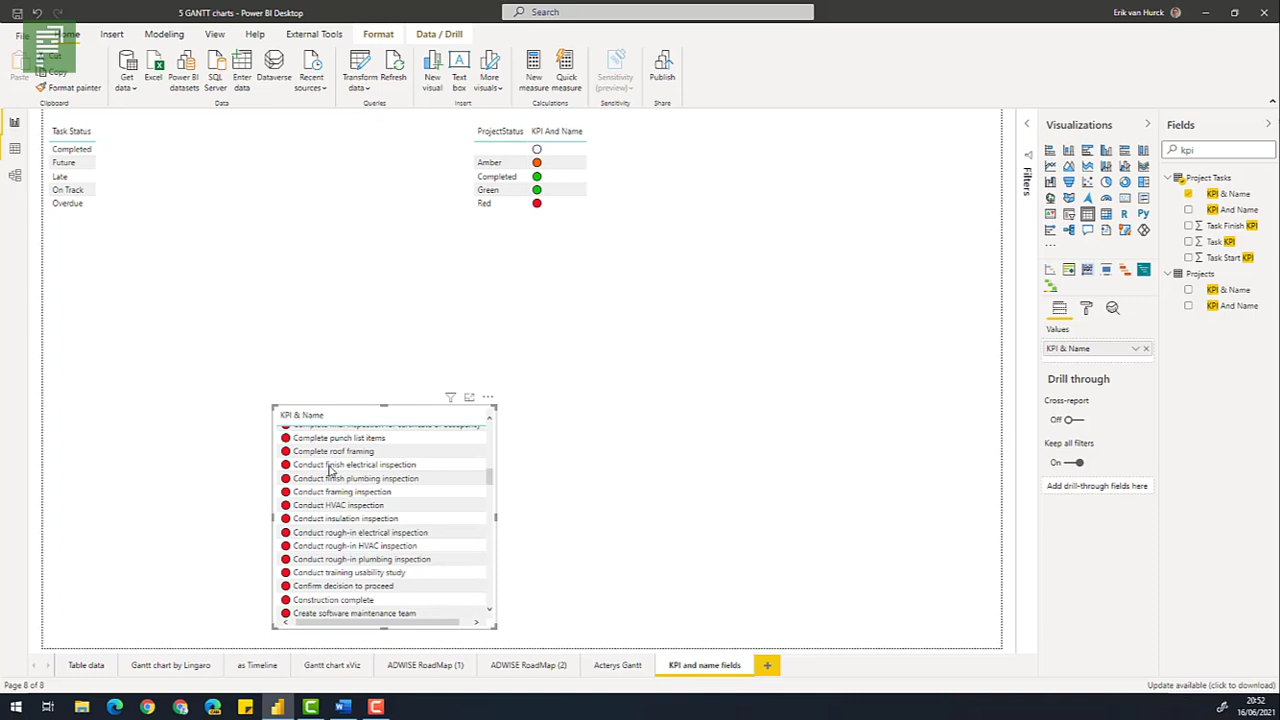 5 GANTT charts - Power BI Desktop
Search
Erik van Hurck
Home
Insert
Modeling
View
Help
External Tools
Format
Data / Drill
Paste
Cut
Copy
Format painter
Clipboard
Get data
Excel
Power BI datasets
SQL Server
Enter data
Dataverse
Recent sources
Data
Transform data
Refresh
Queries
New visual
Text box
More visuals
Insert
New measure
Quick measure
Calculations
Sensitivity (preview)
Sensitivity
Publish
Share
Task Status
Completed
Future
Late
On Track
Overdue
ProjectStatus KPI And Name
Amber
Completed
Green
Red
KPI & Name
Complete final inspection for certificate of occupancy
Complete punch list items
Complete roof framing
Conduct finish electrical inspection
Conduct finish plumbing inspection
Conduct framing inspection
Conduct HVAC inspection
Conduct insulation inspection
Conduct rough-in electrical inspection
Conduct rough-in HVAC inspection
Conduct rough-in plumbing inspection
Conduct training usability study
Confirm decision to proceed
Construction complete
Create software maintenance team
Filters
Visualizations
Values
KPI & Name
Drill through
Cross-report
Off
Keep all filters
On
Add drill-through fields here
Fields
kpi
Project Tasks
KPI & Name
KPI And Name
Task Finish KPI
Task KPI
Task Start KPI
Projects
KPI & Name
KPI And Name
Table data
Gantt chart by Lingaro
as Timeline
Gantt chart xViz
ADWISE RoadMap (1)
ADWISE RoadMap (2)
Acterys Gantt
KPI and name fields
Page 8 of 8
Update available (click to download)
20:52
16/06/2021